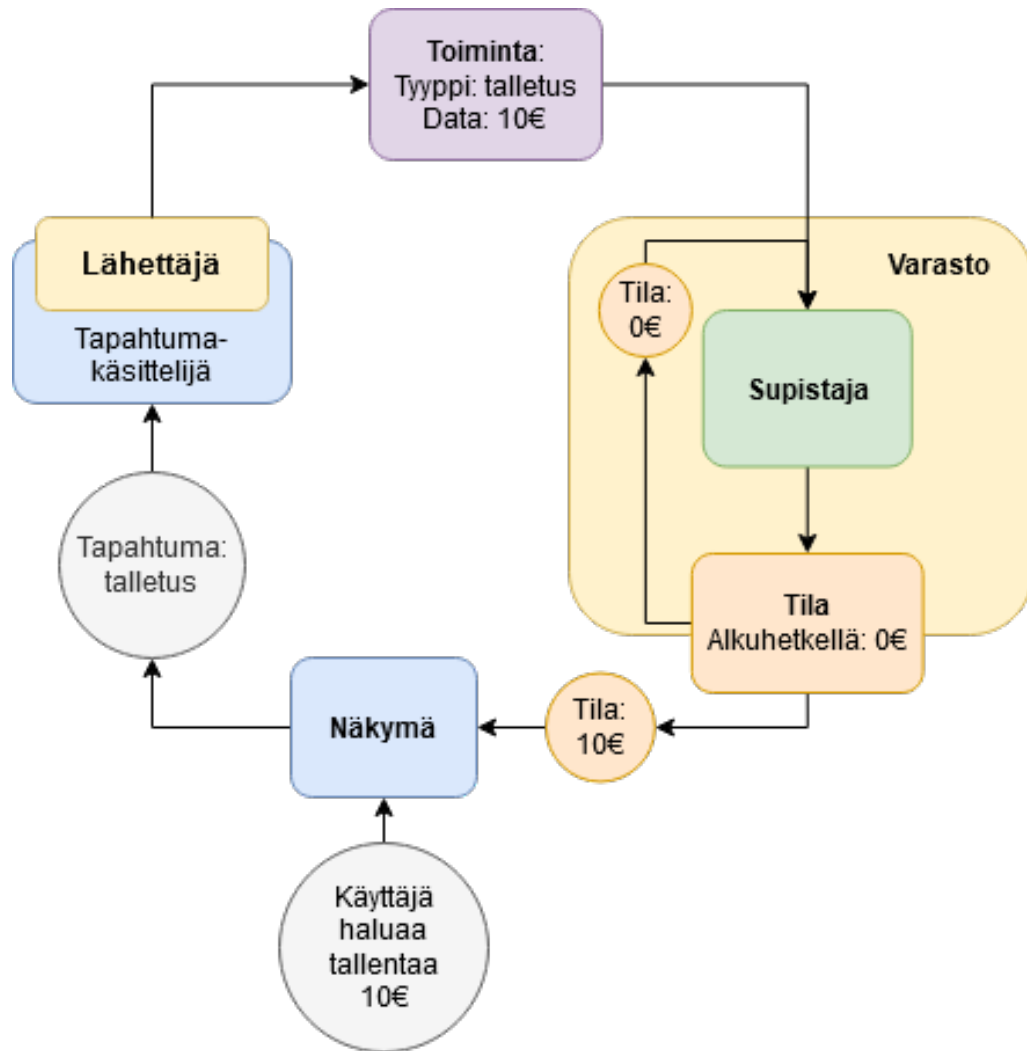 Toiminta:
Tyyppi: talletus
Data: 10€
Lähettäjä
Tapahtuma-
käsittelijä
Varasto
Tila:
0€
Supistaja
Tapahtuma:
talletus
Tila
Alkuhetkellä: 0€
Näkymä
Tila:
10€
Käyttäjä
haluaa
tallentaa
10€